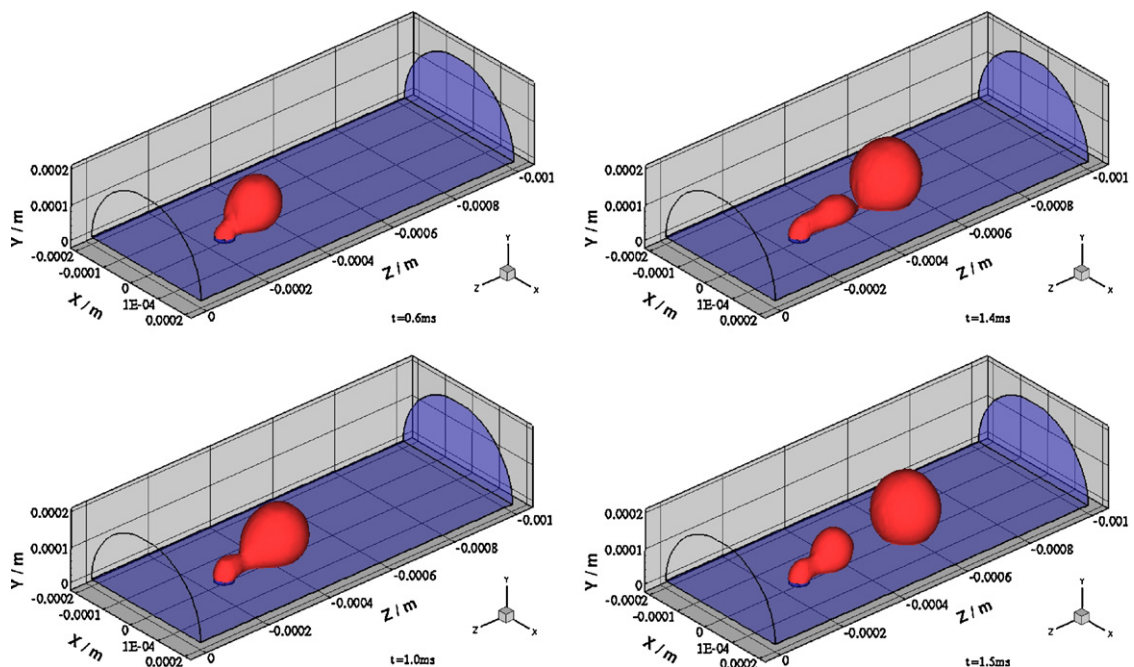 0.0002
0.0001
0
Y / m
-0.0002
-0.0001
0
1E-04
0.0002
X / m
0
-0.0002
-0.0004
-0.0006
-0.0008
-0.001
Z / m
Y
Z
X
t=0.6ms
0.0002
0.0001
0
Y / m
-0.0002
-0.0001
0
1E-04
0.0002
X / m
0
-0.0002
-0.0004
-0.0006
-0.0008
-0.001
Z / m
Y
Z
X
t=1.4ms
0.0002
0.0001
0
Y / m
-0.0002
-0.0001
0
1E-04
0.0002
X / m
0
-0.0002
-0.0004
-0.0006
-0.0008
-0.001
Z / m
Y
Z
X
t=1.0ms
0.0002
0.0001
0
Y / m
-0.0002
-0.0001
0
1E-04
0.0002
X / m
0
-0.0002
-0.0004
-0.0006
-0.0008
-0.001
Z / m
Y
Z
X
t=1.5ms